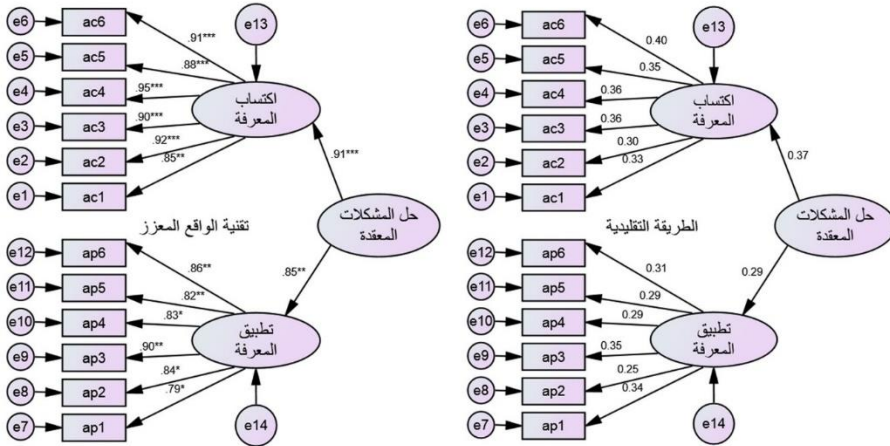 e6
ac6
.91***
e13
e5
ac5
.88***
e4
ac4
.95***
اكتساب
المعرفة
e3
ac3
.90***
e2
ac2
.92***
e1
ac1
.85**
.91***
تقنية الواقع المعزز
حل المشكلات
المعقدة
e12
ap6
.86**
.85**
e11
ap5
.82**
e10
ap4
.83*
تطبيق
المعرفة
e9
ap3
.90**
e8
ap2
.84*
e7
ap1
.79*
e14
e6
ac6
0.40
e13
e5
ac5
0.35
e4
ac4
0.36
اكتساب
المعرفة
e3
ac3
0.36
e2
ac2
0.30
e1
ac1
0.33
0.37
الطريقة التقليدية
حل المشكلات
المعقدة
e12
ap6
0.31
0.29
e11
ap5
0.29
e10
ap4
0.29
تطبيق
المعرفة
e9
ap3
0.35
e8
ap2
0.25
e7
ap1
0.34
e14